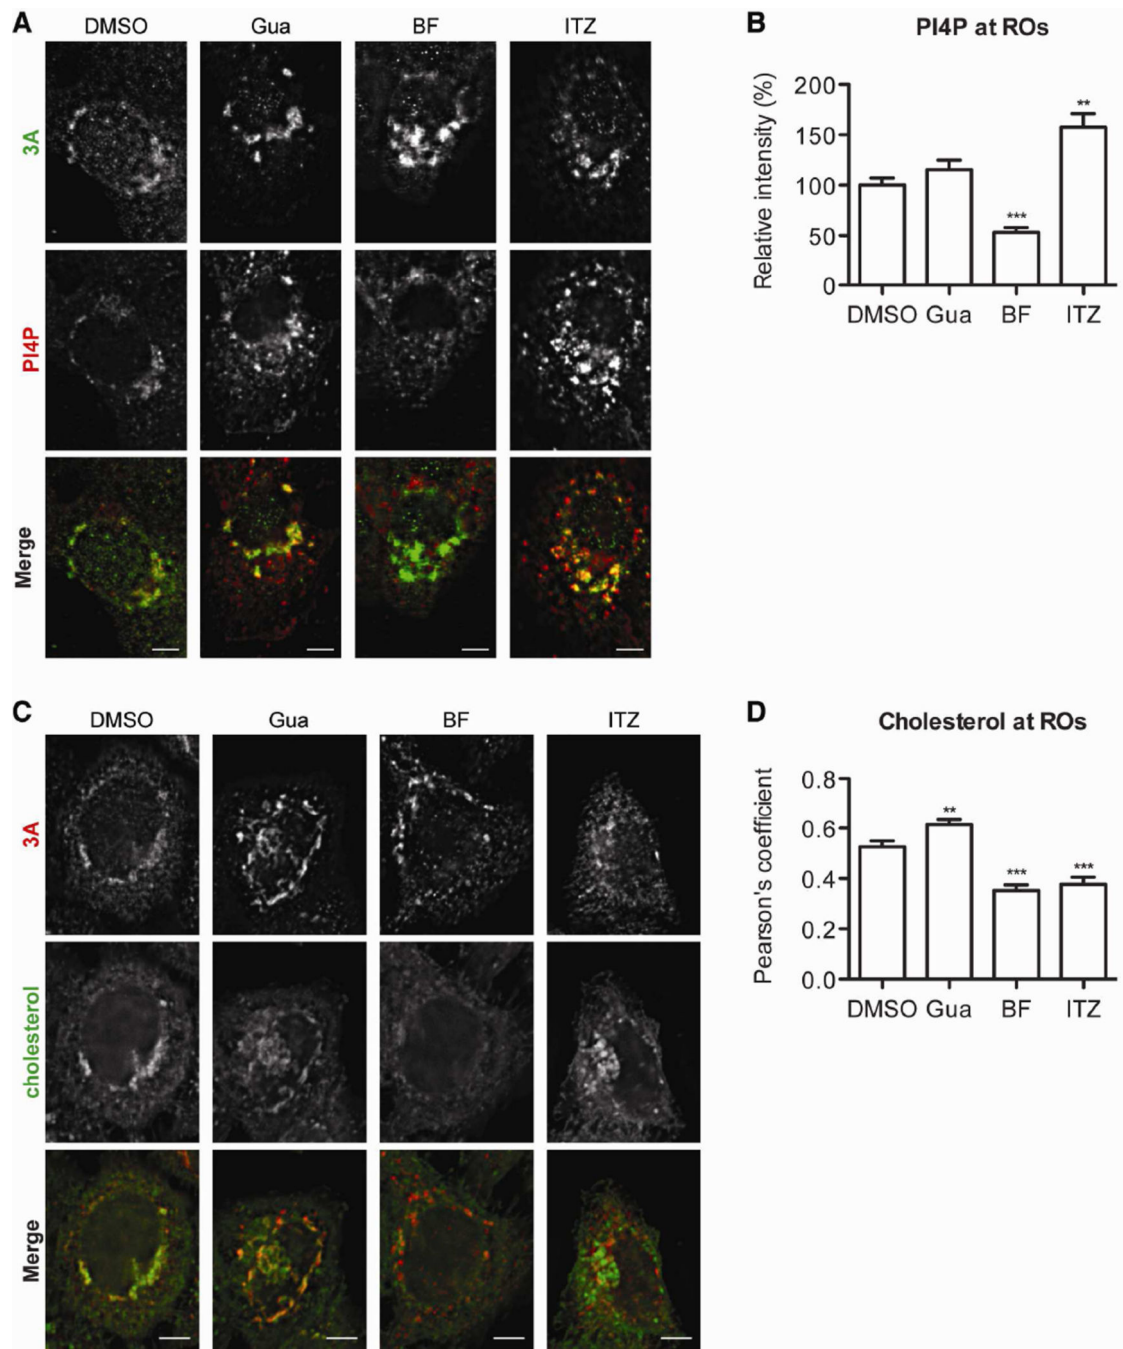 A
DMSO Gua BF ITZ
3A
PI4P
Merge
B
PI4P at ROs
Relative intensity (%)
200
150
100
50
0
***
**
DMSO Gua BF ITZ
C
DMSO Gua BF ITZ
3A
cholesterol
Merge
D
Cholesterol at ROs
Pearson's coefficient
0.8
0.6
0.4
0.2
0.0
**
***
***
DMSO Gua BF ITZ